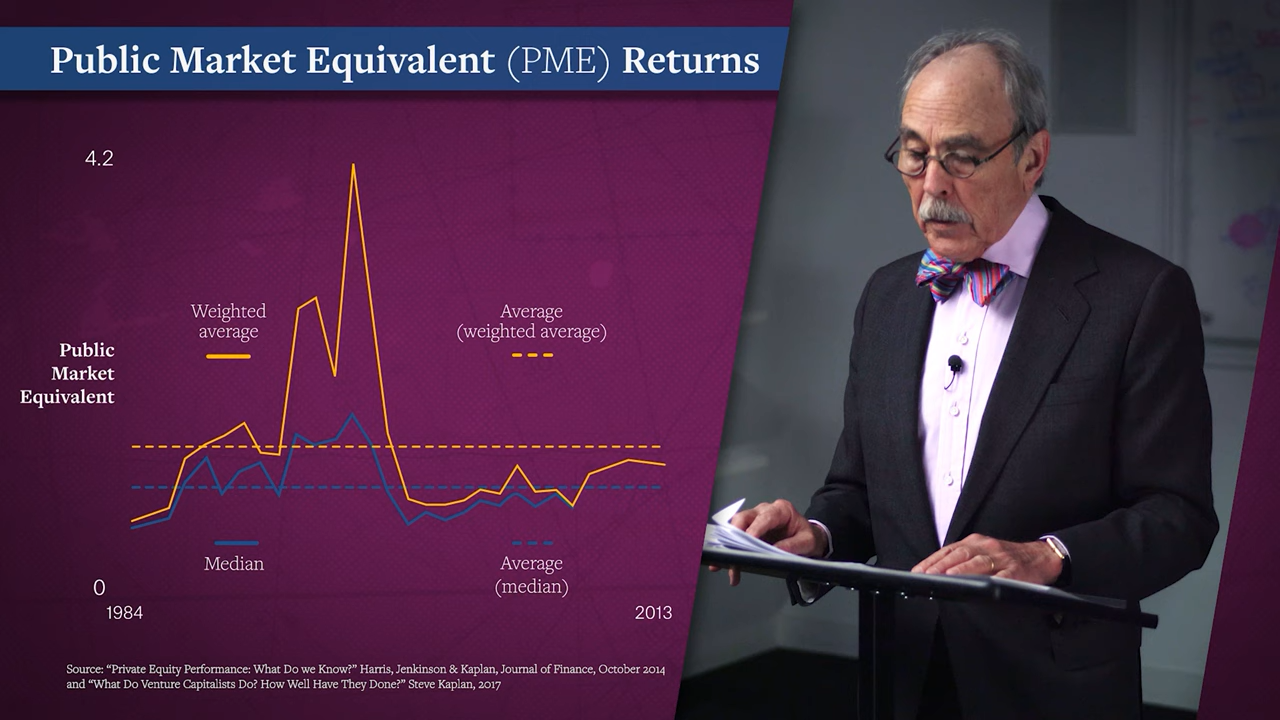 Public Market Equivalent (PME) Returns
4.2
Weighted
average
Average
(weighted average)
Public
Market
Equivalent
Median
Average
(median)
0
1984
2013
Source: “Private Equity Performance: What Do we Know?” Harris, Jenkinson & Kaplan, Journal of Finance, October 2014
and “What Do Venture Capitalists Do? How Well Have They Done?” Steve Kaplan, 2017